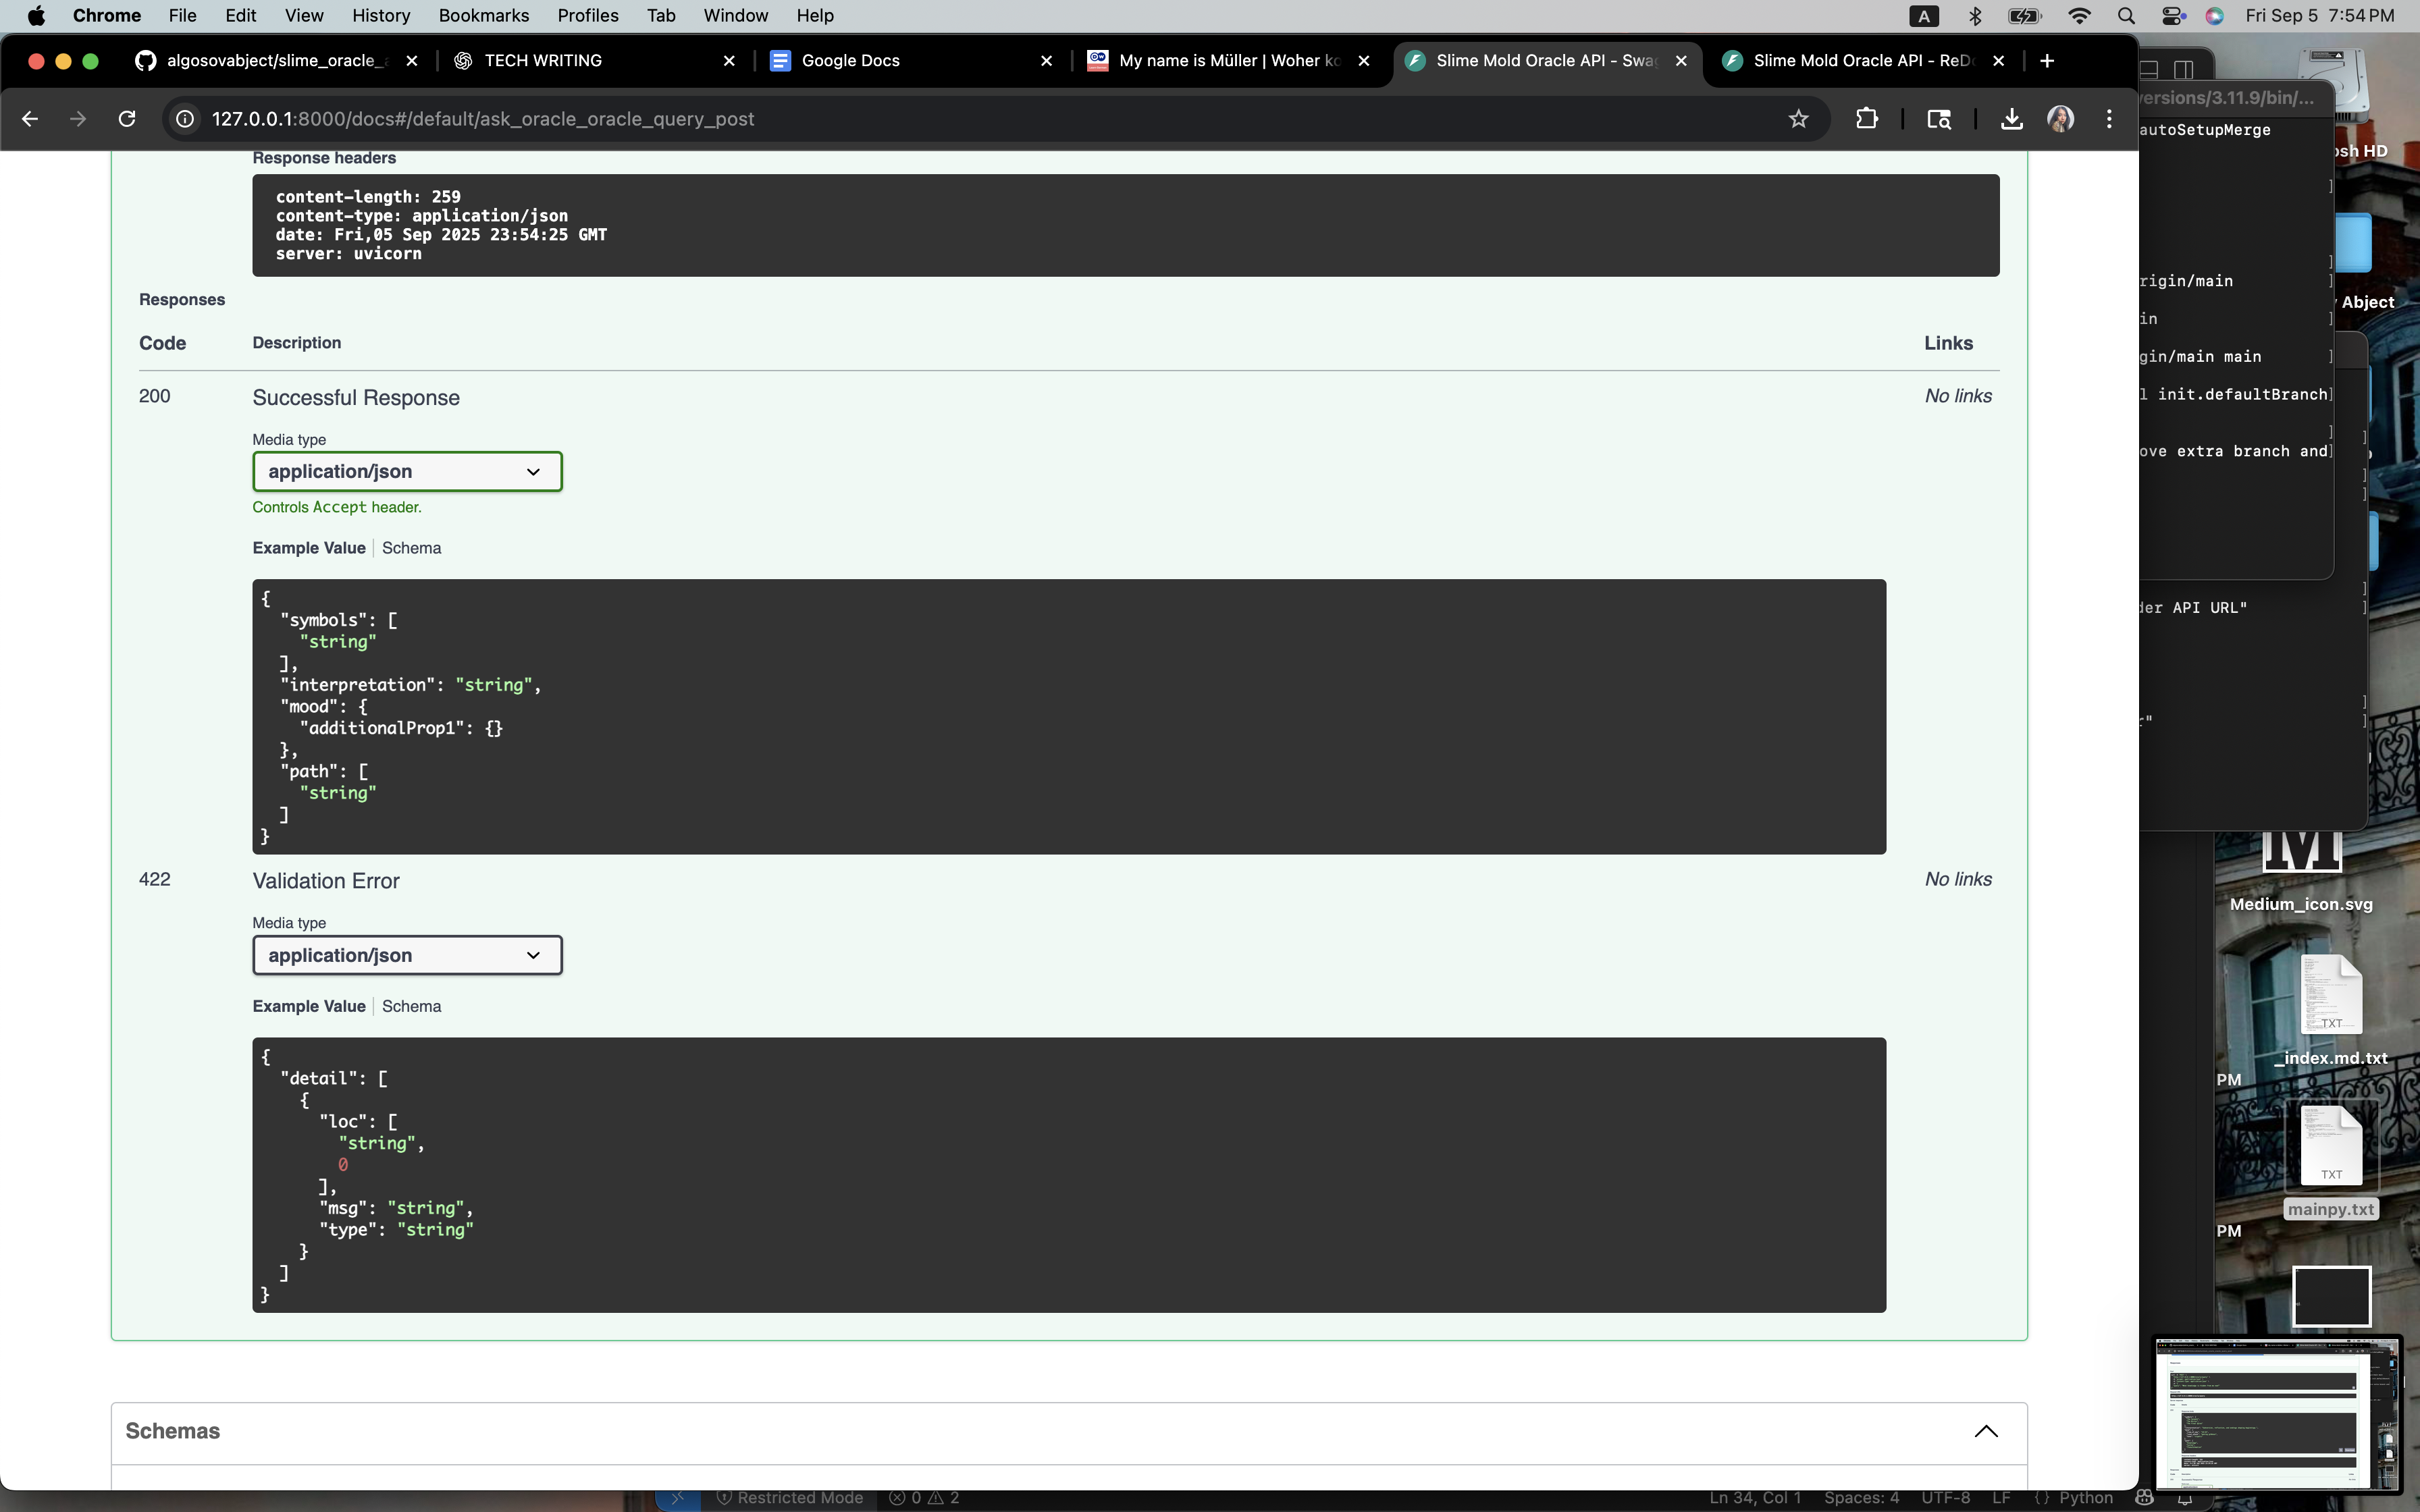 Chrome File Edit View History Bookmarks Profiles Tab Window Help A Fri Sep 5 7:54 PM
algosovabject/slime_oracle_ TECH WRITING Google Docs My name is Müller | Woher Slime Mold Oracle API - Swa Slime Mold Oracle API - ReD
127.0.0.1:8000/docs#/default/ask_oracle_oracle_query_post
Response headers
content-length: 259
content-type: application/json
date: Fri,05 Sep 2025 23:54:25 GMT
server: uvicorn
Responses
Code Description Links
200 Successful Response No links
Media type
application/json
Controls Accept header.
Example Value Schema
{
"symbols": [
"string"
],
"interpretation": "string",
"mood": {
"additionalProp1": {}
},
"path": [
"string"
]
}
422 Validation Error No links
Media type
application/json
Example Value Schema
{
"detail": [
{
"loc": [
"string",
0
],
"msg": "string",
"type": "string"
}
]
}
Schemas
ersions/3.11.9/bin/...
autoSetupMerge
osh HD
]
]
rigin/main ]
Abject
in ]
gin/main main ]
l init.defaultBranch]
]
ove extra branch and]
]
]
]
]
der API URL" ]
]
" ]
Medium_icon.svg
TXT
_index.md.txt
PM
TXT
mainpy.txt
PM
Restricted Mode 0 2 Ln 34, Col 1 Spaces: 4 UTF-8 LF {} Python